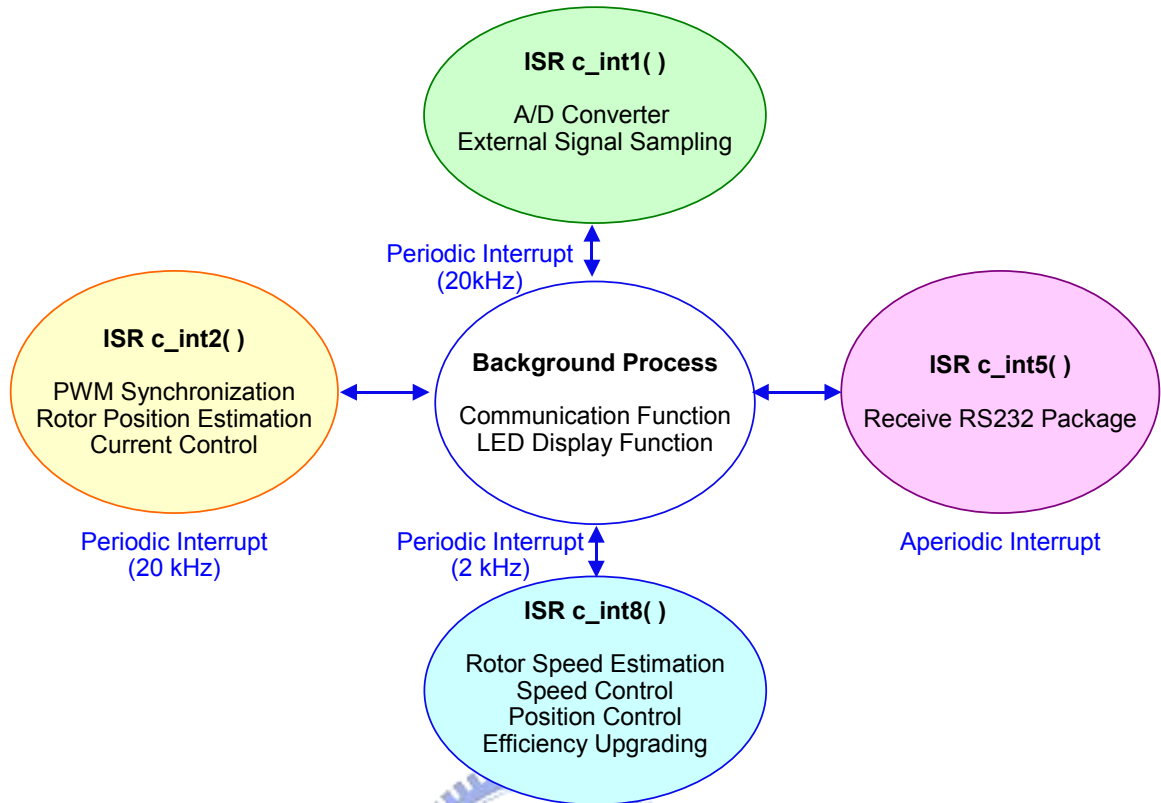 ISR c_int1( )
A/D Converter
External Signal Sampling
Periodic Interrupt
(20kHz)
ISR c_int2( )
PWM Synchronization
Rotor Position Estimation
Current Control
Periodic Interrupt
(20 kHz)
Background Process
Communication Function
LED Display Function
ISR c_int5( )
Receive RS232 Package
Aperiodic Interrupt
Periodic Interrupt
(2 kHz)
ISR c_int8( )
Rotor Speed Estimation
Speed Control
Position Control
Efficiency Upgrading